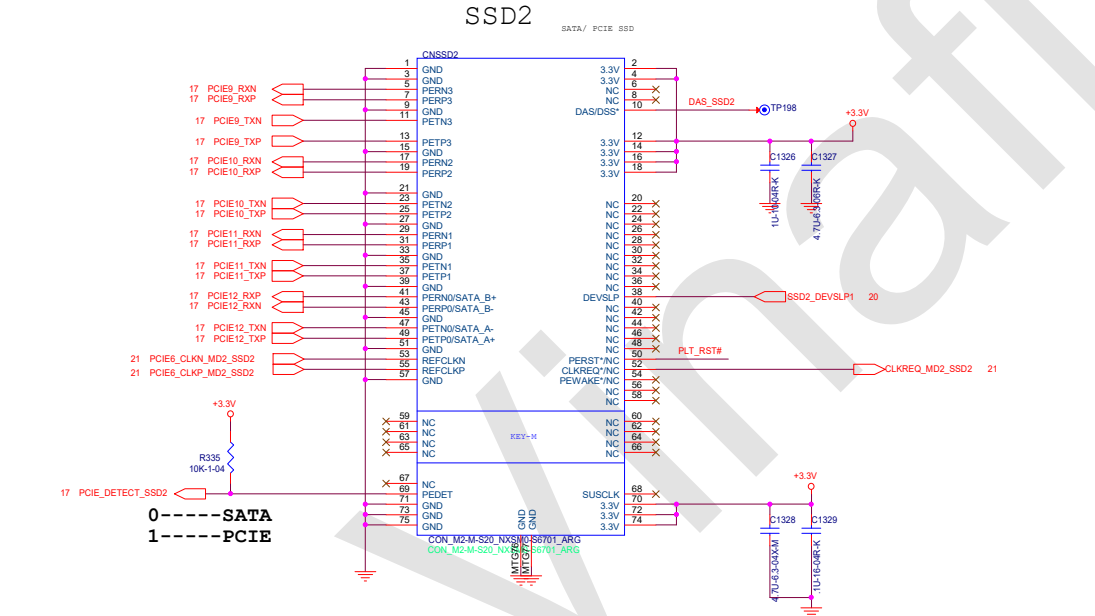 SSD2
SATA/ PCIE SSD
CNSSD2
1 GND 3.3V 2
3 GND 3.3V 4
17 PCIE9_RXN 5 PERN3 NC 6
17 PCIE9_RXP 7 PERP3 NC 8
9 GND DAS/DSS* 10 DAS_SSD2 TP198
17 PCIE9_TXN 11 PETN3
+3.3V
17 PCIE9_TXP 13 PETP3 3.3V 12
15 GND 3.3V 14
17 PCIE10_RXN 17 PERN2 3.3V 16 C1326 C1327
17 PCIE10_RXP 19 PERP2 3.3V 18
21 GND
17 PCIE10_TXN 23 PETN2 NC 20
17 PCIE10_TXP 25 PETP2 NC 22
27 GND NC 24
17 PCIE11_RXN 29 PERN1 NC 26
17 PCIE11_RXP 31 PERP1 NC 28
33 GND NC 30
17 PCIE11_TXN 35 PETN1 NC 32
17 PCIE11_TXP 37 PETP1 NC 34
39 GND NC 36
17 PCIE12_RXP 41 PERN0/SATA_B+ DEVSLP 38 SSD2_DEVSLP1 20
17 PCIE12_RXN 43 PERP0/SATA_B- NC 40
45 GND NC 42
17 PCIE12_TXN 47 PETN0/SATA_A- NC 44
17 PCIE12_TXP 49 PETP0/SATA_A+ NC 46
51 GND NC 48
21 PCIE6_CLKN_MD2_SSD2 53 REFCLKN PERST*/NC 50 PLT_RST#
21 PCIE6_CLKP_MD2_SSD2 55 REFCLKP CLKREQ*/NC 52 CLKREQ_MD2_SSD2 21
57 GND PEWAKE*/NC 54
NC 56
NC 58
+3.3V
59 NC NC 60
61 NC NC 62
63 NC KEY-M NC 64
65 NC NC 66
R335
10K-1-04
+3.3V
67 NC
17 PCIE_DETECT_SSD2 69 PEDET SUSCLK 68
71 GND 3.3V 70
73 GND 3.3V 72
75 GND 3.3V 74
0-----SATA
1-----PCIE
GND
GND
C1328 C1329
CON_M2-M-S20_NXSM0-S6701_ARG
MTG76
MTG77
4.7U-6.3-04X-M
.1U-16-04R-K
Vinafi